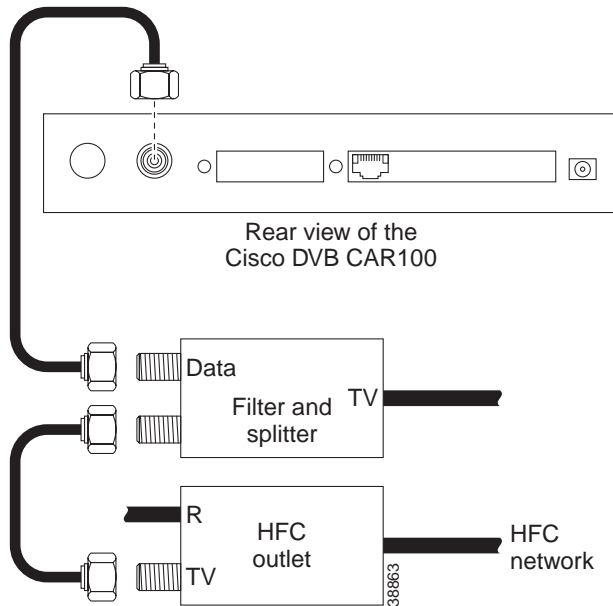 Rear view of the
Cisco DVB CAR100
Data
TV
Filter and
splitter
R
HFC
outlet
TV
HFC
network
38863